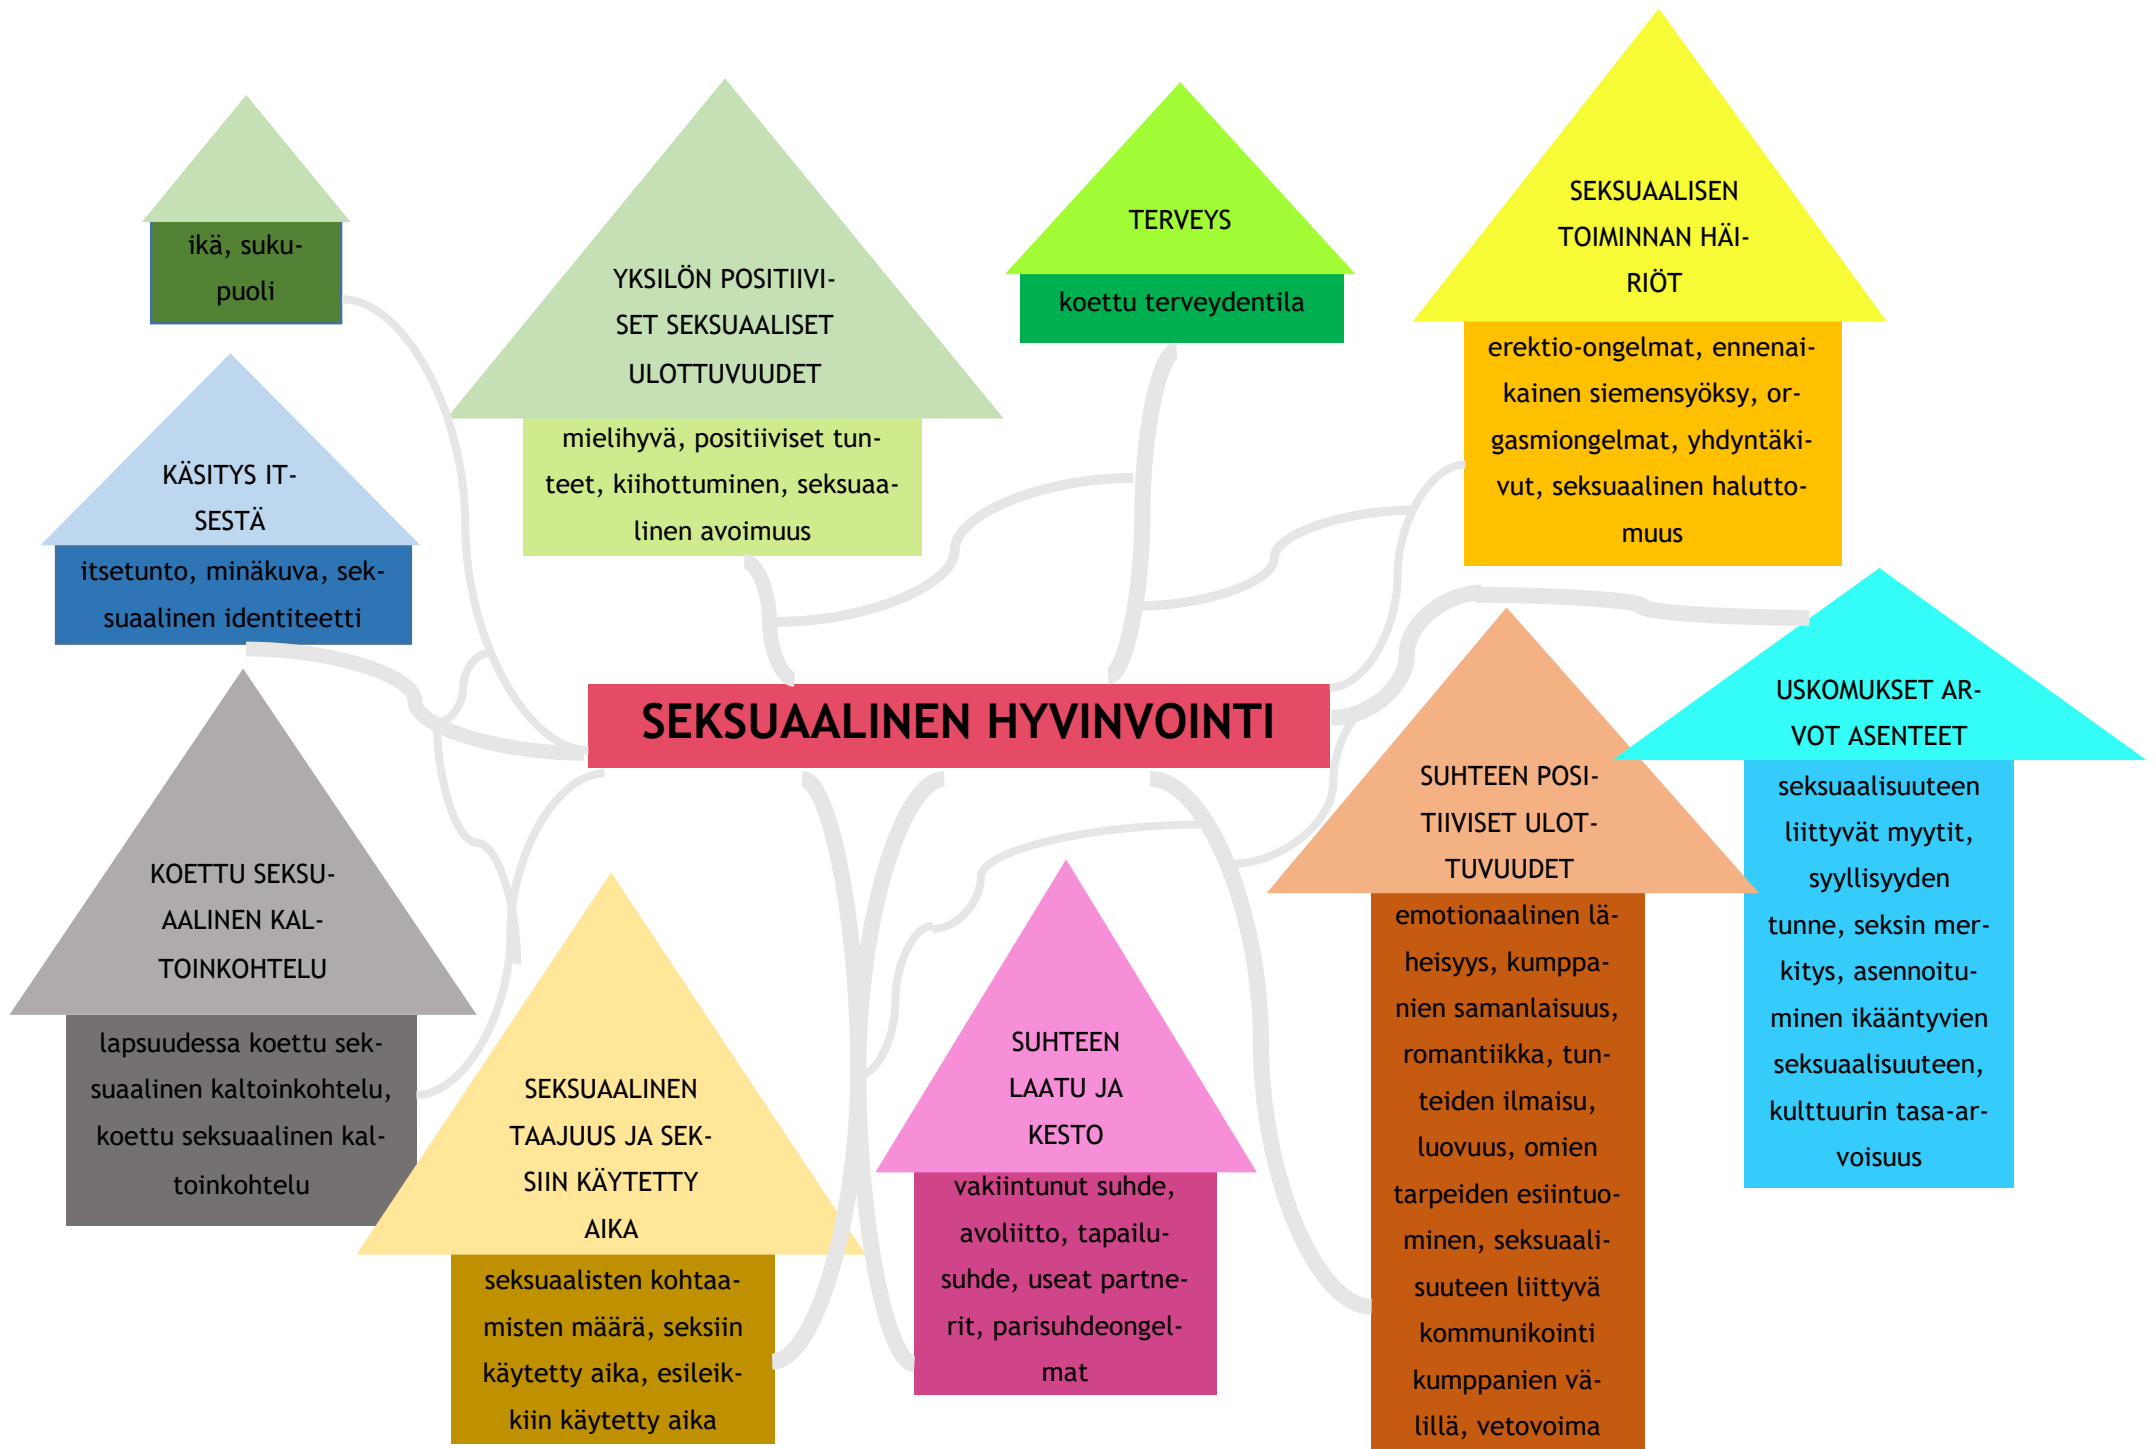 ikä, suku-
puoli
YKSILÖN POSITIIVI-
SET SEKSUAALISET
ULOTTUVUUDET
mielihyvä, positiiviset tun-
teet, kiihottuminen, seksuaa-
linen avoimuus
TERVEYS
koettu terveydentila
SEKSUAALISEN
TOIMINNAN HÄI-
RIÖT
erektio-ongelmat, ennenai-
kainen siemensyöksy, or-
gasmiongelmat, yhdyntäki-
vut, seksuaalinen halutto-
muus
KÄSITYS IT-
SESTÄ
itsetunto, minäkuva, sek-
suaalinen identiteetti
SEKSUAALINEN HYVINVOINTI
USKOMUKSET AR-
VOT ASENTEET
seksuaalisuuteen
liittyvät myytit,
syyllisyyden
tunne, seksin mer-
kitys, asennoitu-
minen ikääntyvien
seksuaalisuuteen,
kulttuurin tasa-ar-
voisuus
SUHTEEN POSI-
TIIVISET ULOT-
TUVUUDET
emotionaalinen lä-
heisyys, kumppa-
nien samanlaisuus,
romantiikka, tun-
teiden ilmaisu,
luovuus, omien
tarpeiden esiintuo-
minen, seksuaali-
suuteen liittyvä
kommunikointi
kumppanien vä-
lillä, vetovoima
KOETTU SEKSU-
AALINEN KAL-
TOINKOHTELU
lapsuudessa koettu sek-
suaalinen kaltoinkohtelu,
koettu seksuaalinen kal-
toinkohtelu
SEKSUAALINEN
TAAJUUS JA SEK-
SIIN KÄYTETTY
AIKA
seksuaalisten kohtaa-
misten määrä, seksiin
käytetty aika, esileik-
kiin käytetty aika
SUHTEEN
LAATU JA
KESTO
vakiintunut suhde,
avoliitto, tapailu-
suhde, useat partne-
rit, parisuhdeongel-
mat